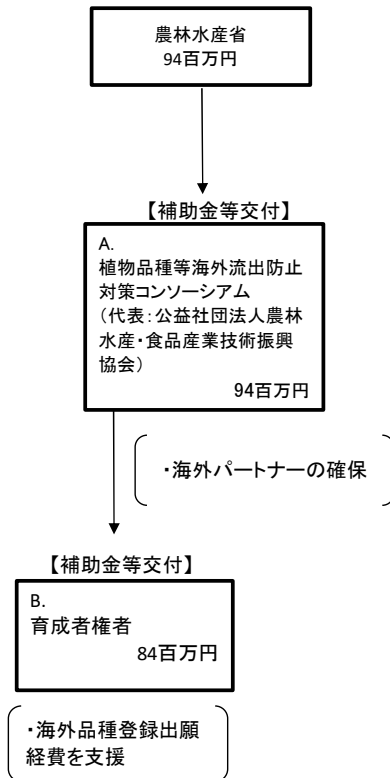 農林水産省
94百万円
【補助金等交付】
A.
植物品種等海外流出防止
対策コンソーシアム
(代表:公益社団法人農林
水産・食品産業技術振興
協会)
94百万円
・海外パートナーの確保
【補助金等交付】
B.
育成者権者
84百万円
・海外品種登録出願
経費を支援